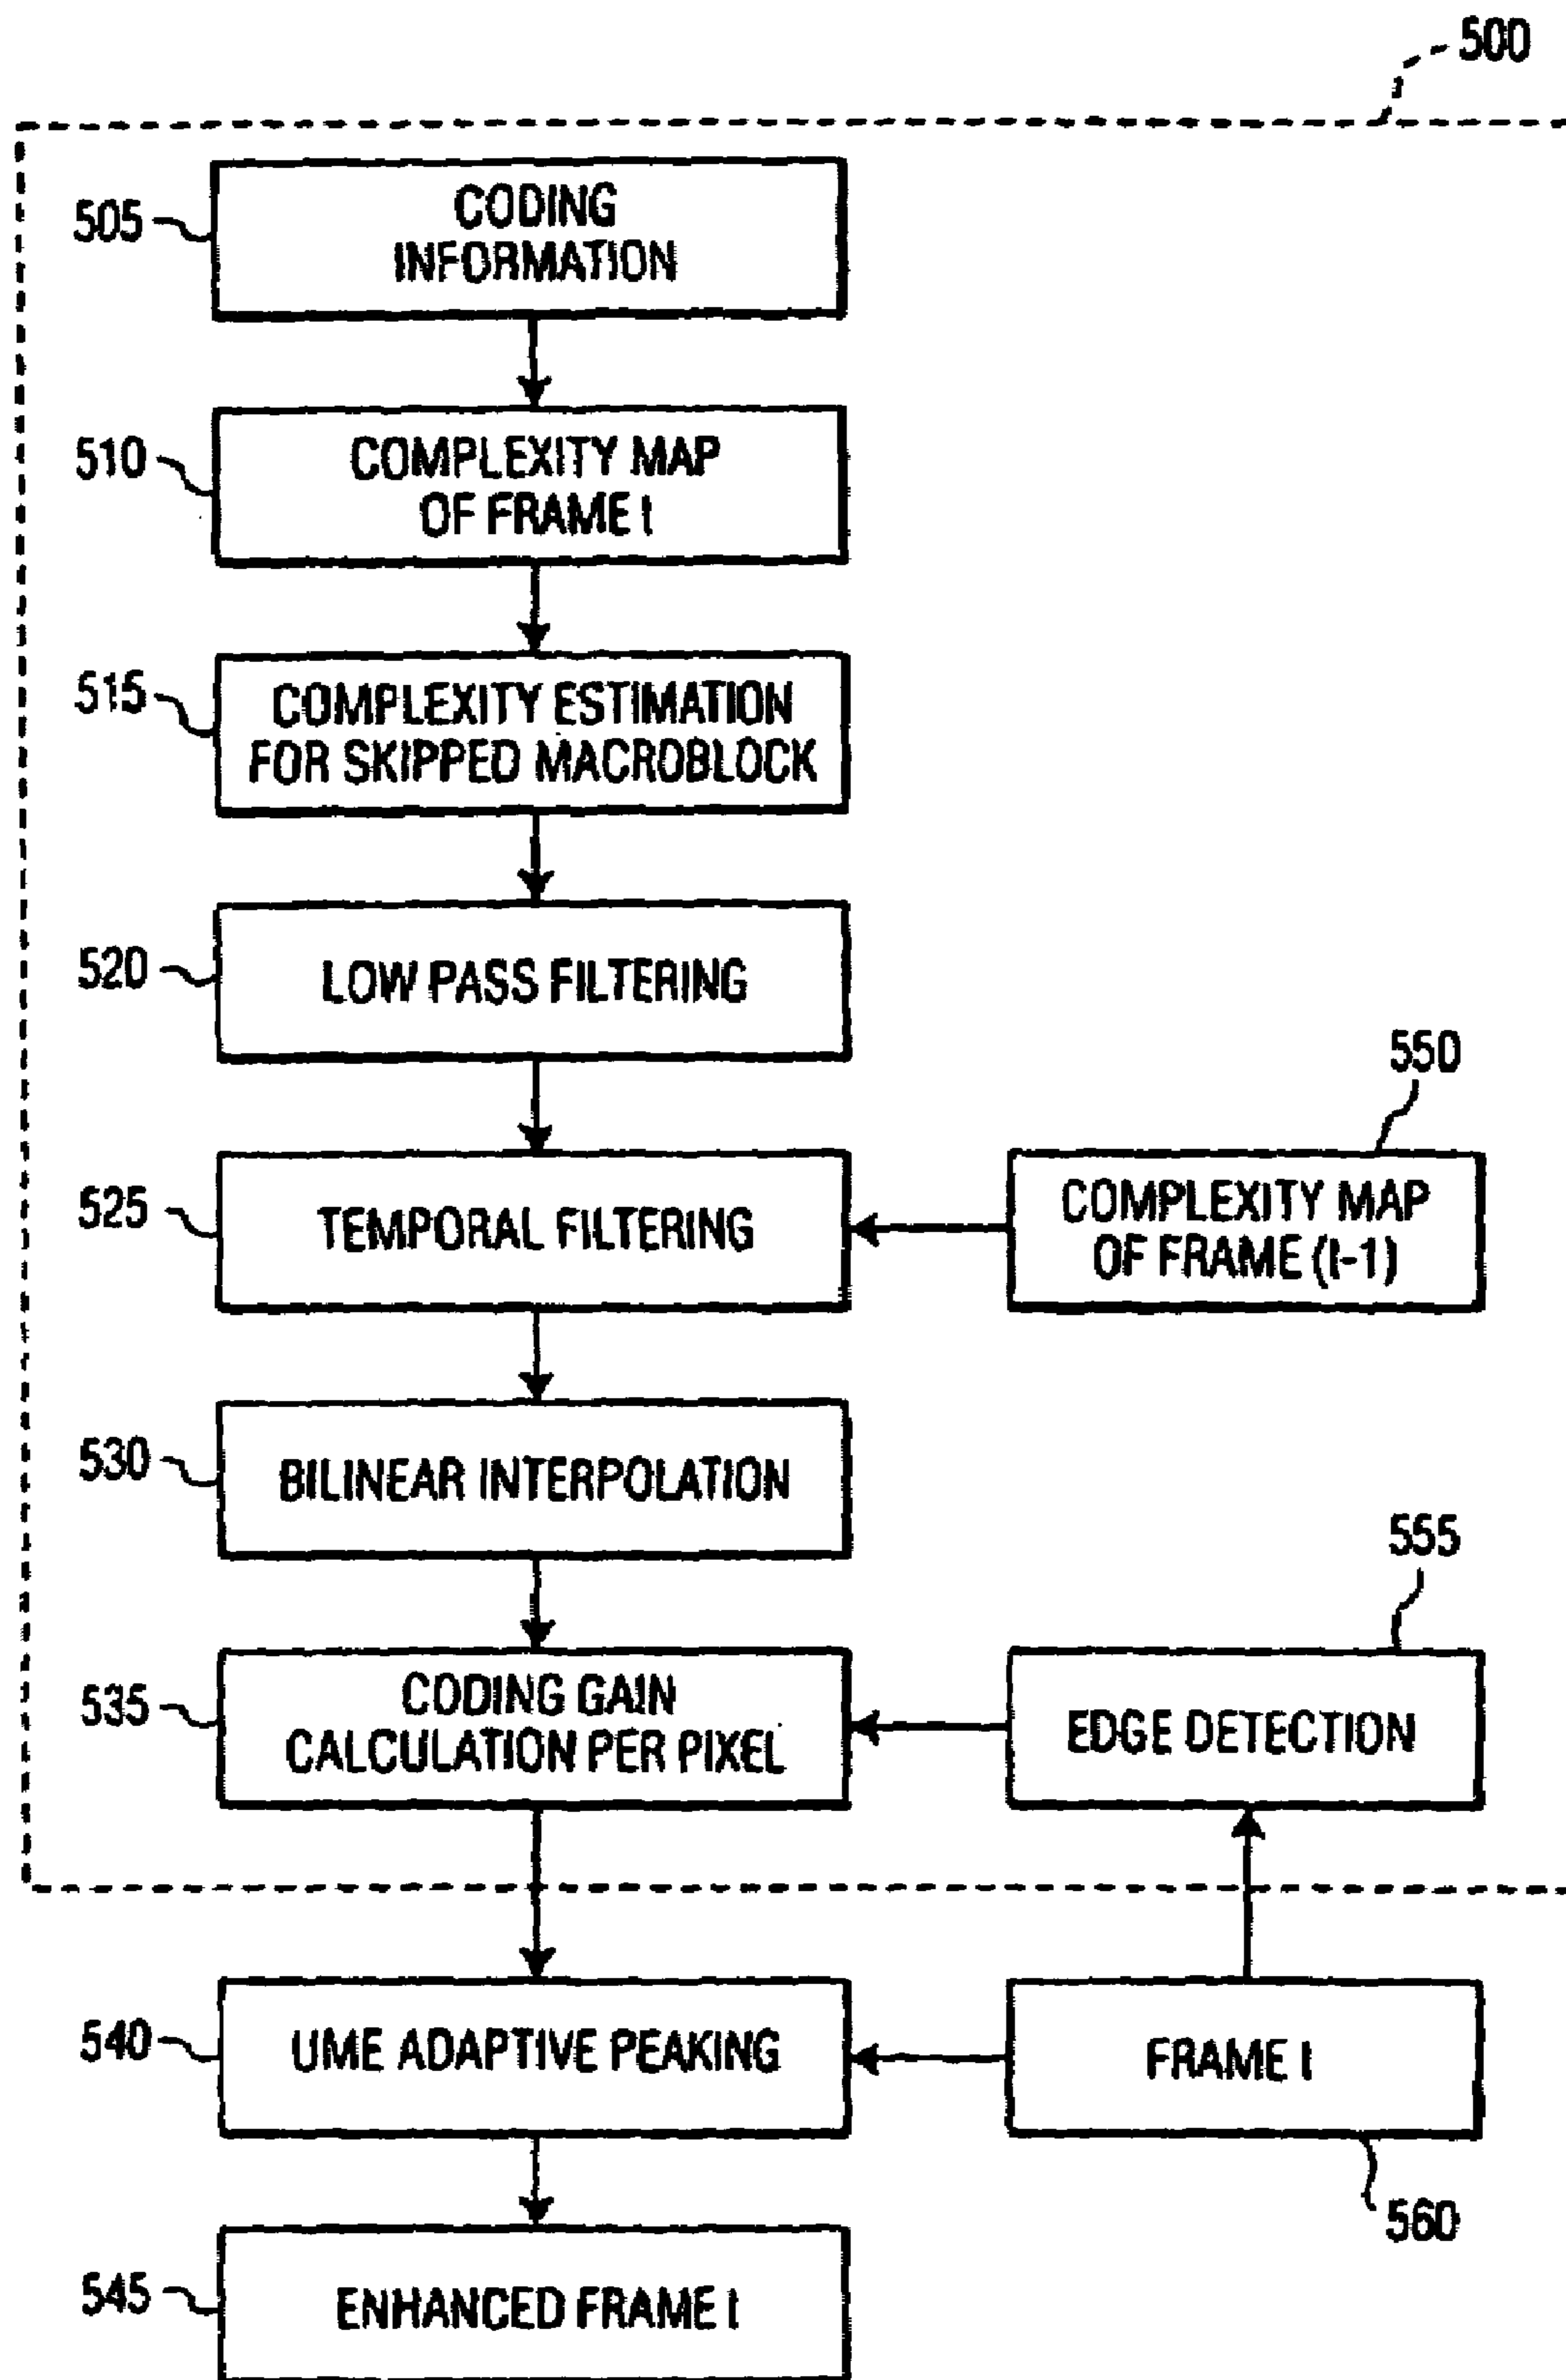 500
505
CODING
INFORMATION
510
COMPLEXITY MAP
OF FRAME I
515
COMPLEXITY ESTIMATION
FOR SKIPPED MACROBLOCK
520
LOW PASS FILTERING
550
525
TEMPORAL FILTERING
COMPLEXITY MAP
OF FRAME (I-1)
530
BILINEAR INTERPOLATION
555
535
CODING GAIN
CALCULATION PER PIXEL
EDGE DETECTION
540
UME ADAPTIVE PEAKING
FRAME I
560
545
ENHANCED FRAME I